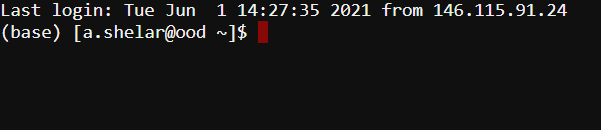 Last login: Tue Jun  1 14:27:35 2021 from 146.115.91.24
(base) [a.shelar@ood ~]$